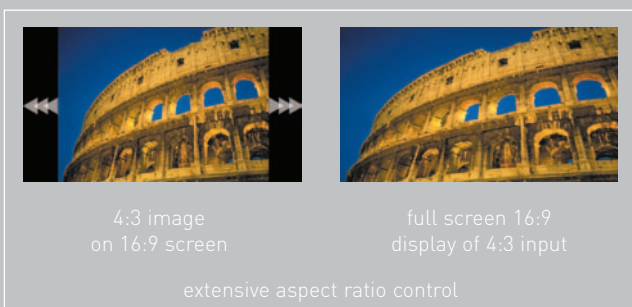 4:3 image
on 16:9 screen
full screen 16:9
display of 4:3 input
extensive aspect ratio control